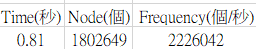 Time(秒) Node(個) Frequency(個/秒)
0.81 1802649 2226042